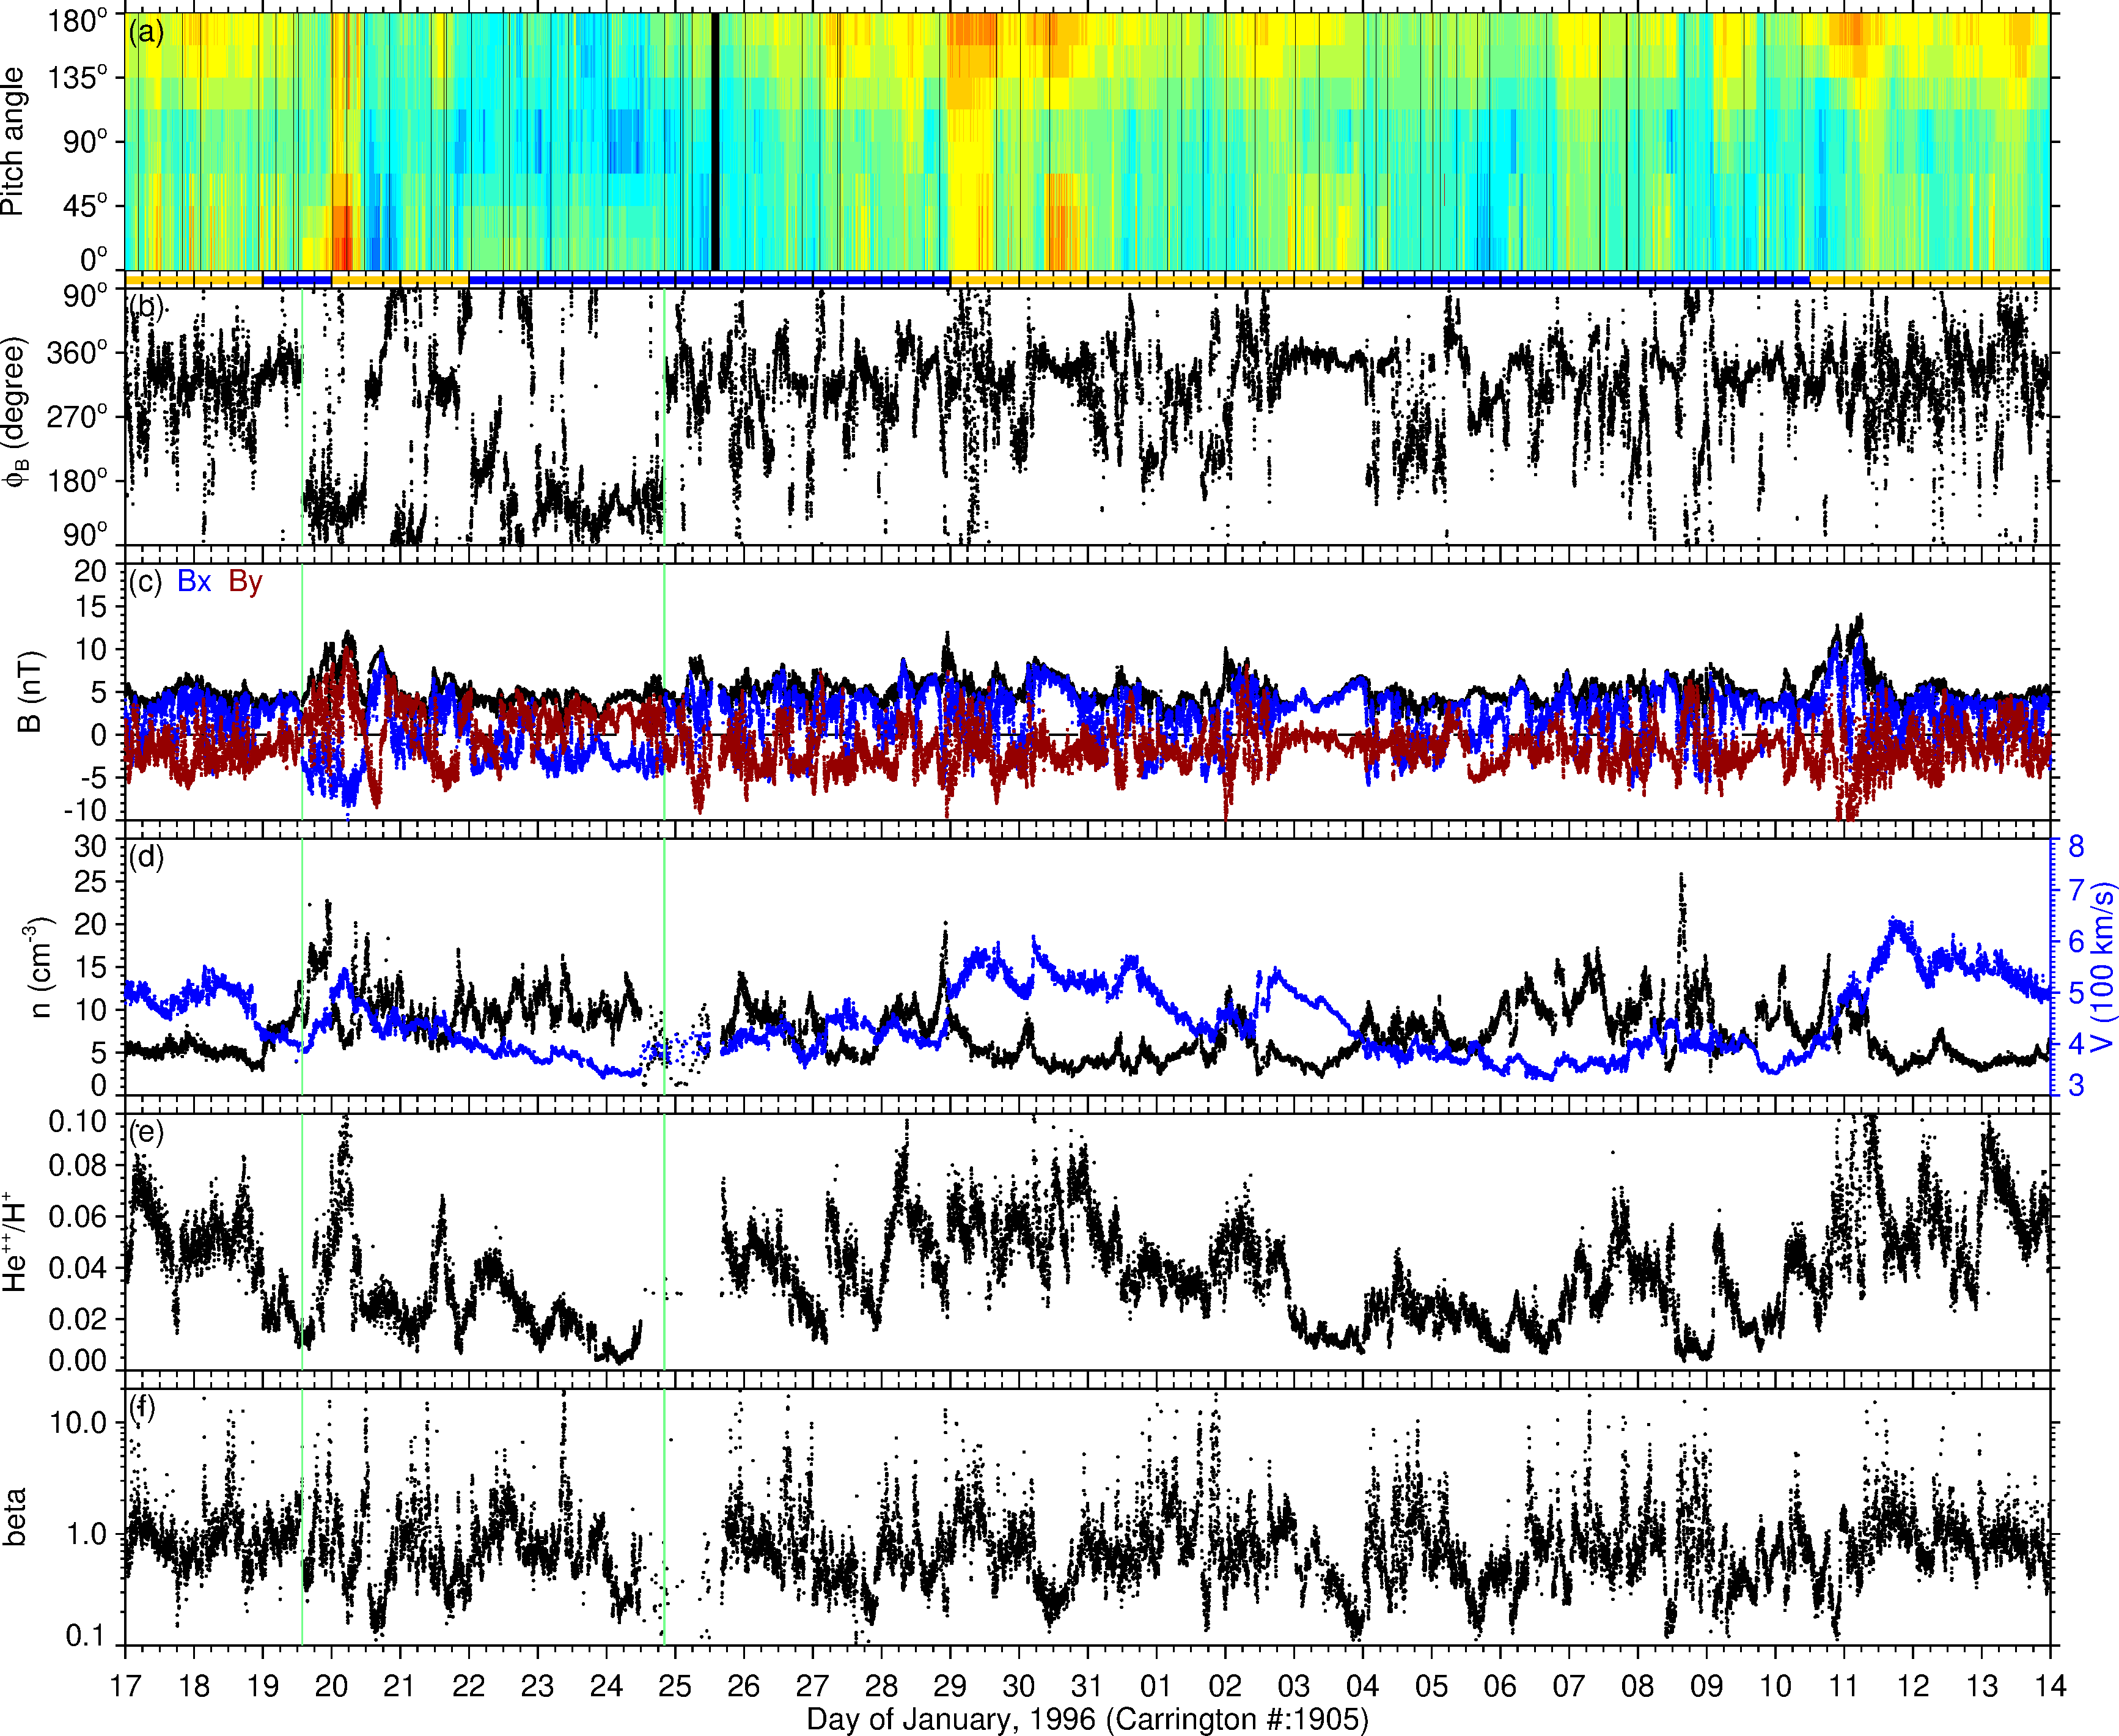 (a)
180°
135°
90°
45°
0°
Pitch angle
(b)
90°
360°
270°
180°
90°
ϕB (degree)
(c) Bx By
20
15
10
5
0
-5
-10
B (nT)
(d)
30
25
20
15
10
5
0
n (cm-3)
8
7
6
5
4
3
V (100 km/s)
(e)
0.10
0.08
0.06
0.04
0.02
0.00
He++/H+
(f)
10.0
1.0
0.1
beta
17 18 19 20 21 22 23 24 25 26 27 28 29 30 31 01 02 03 04 05 06 07 08 09 10 11 12 13 14
Day of January, 1996 (Carrington #:1905)